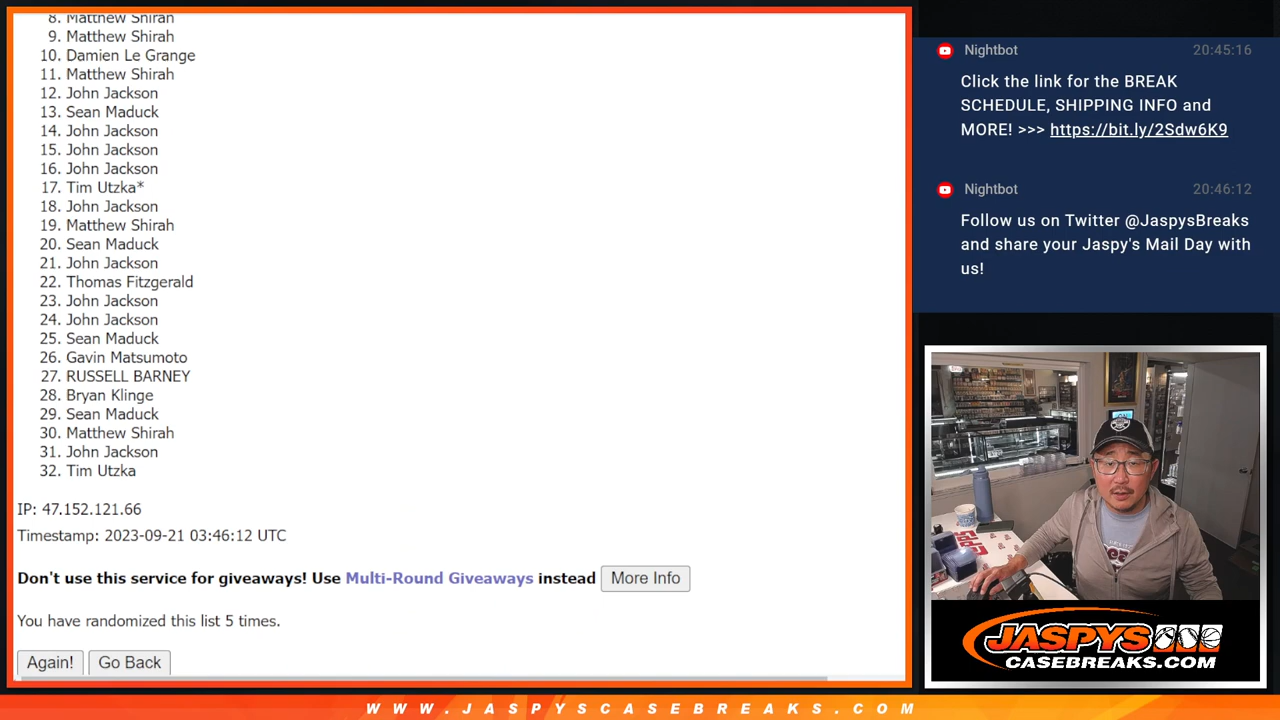 8. Matthew Shirah
9. Matthew Shirah
10. Damien Le Grange
11. Matthew Shirah
12. John Jackson
13. Sean Maduck
14. John Jackson
15. John Jackson
16. John Jackson
17. Tim Utzka*
18. John Jackson
19. Matthew Shirah
20. Sean Maduck
21. John Jackson
22. Thomas Fitzgerald
23. John Jackson
24. John Jackson
25. Sean Maduck
26. Gavin Matsumoto
27. RUSSELL BARNEY
28. Bryan Klinge
29. Sean Maduck
30. Matthew Shirah
31. John Jackson
32. Tim Utzka
IP: 47.152.121.66
Timestamp: 2023-09-21 03:46:12 UTC
Don't use this service for giveaways! Use Multi-Round Giveaways instead More Info
You have randomized this list 5 times.
Again! Go Back
Nightbot 20:45:16
Click the link for the BREAK
SCHEDULE, SHIPPING INFO and
MORE! >>> https://bit.ly/2Sdw6K9
Nightbot 20:46:12
Follow us on Twitter @JaspysBreaks
and share your Jaspy's Mail Day with
us!
JASPYS
CASEBREAKS.COM
WWW.JASPYSCASEBREAKS.COM